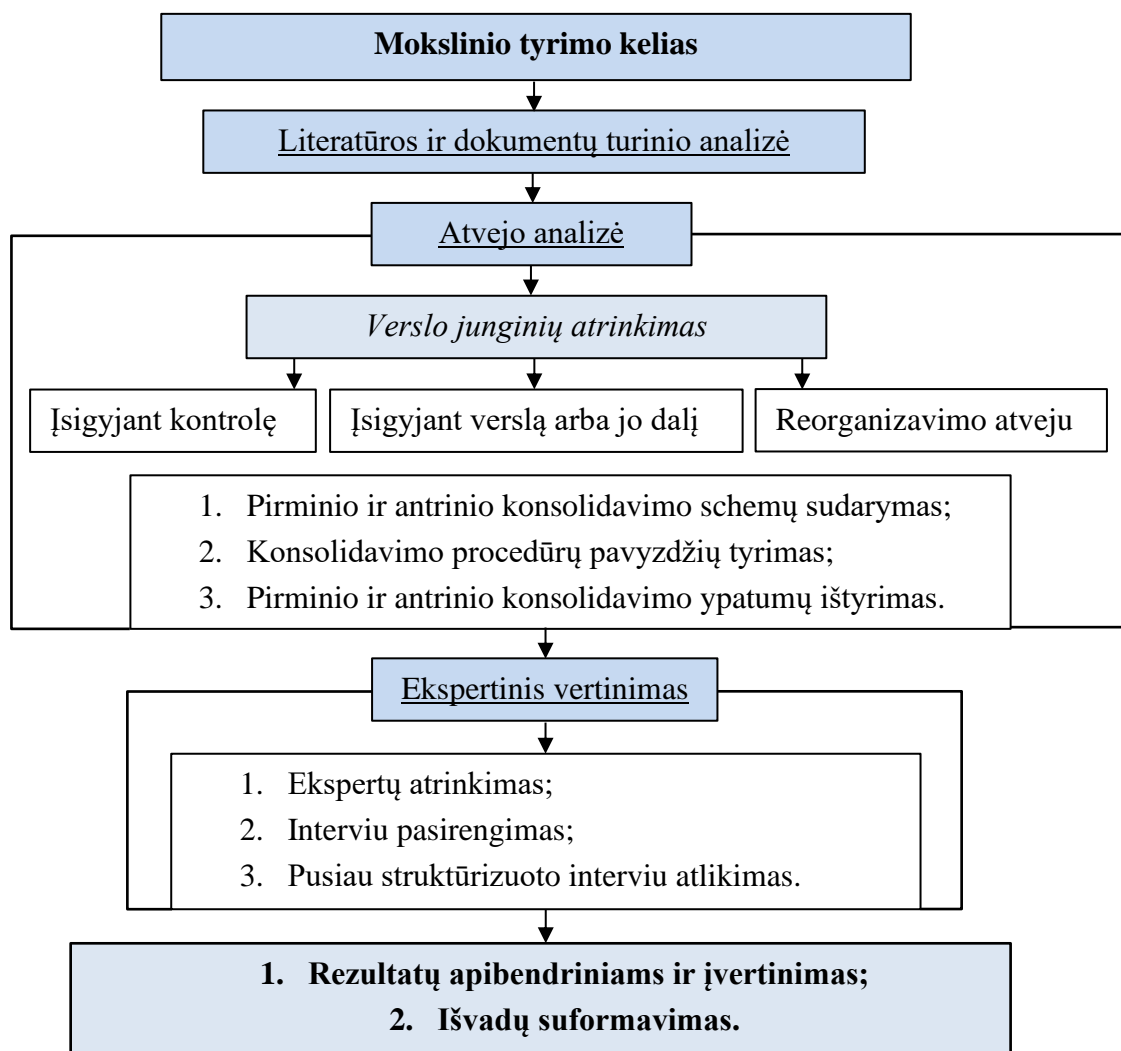 Mokslinio tyrimo kelias
Literatūros ir dokumentų turinio analizė
Atvejo analizė
Verslo junginių atrinkimas
Įsigyjant kontrolę
Įsigyjant verslą arba jo dalį
Reorganizavimo atveju
1. Pirminio ir antrinio konsolidavimo schemų sudarymas;
2. Konsolidavimo procedūrų pavyzdžių tyrimas;
3. Pirminio ir antrinio konsolidavimo ypatumų ištyrimas.
Ekspertinis vertinimas
1. Ekspertų atrinkimas;
2. Interviu pasirengimas;
3. Pusiau struktūrizuoto interviu atlikimas.
1. Rezultatų apibendriniams ir įvertinimas;
2. Išvadų suformavimas.